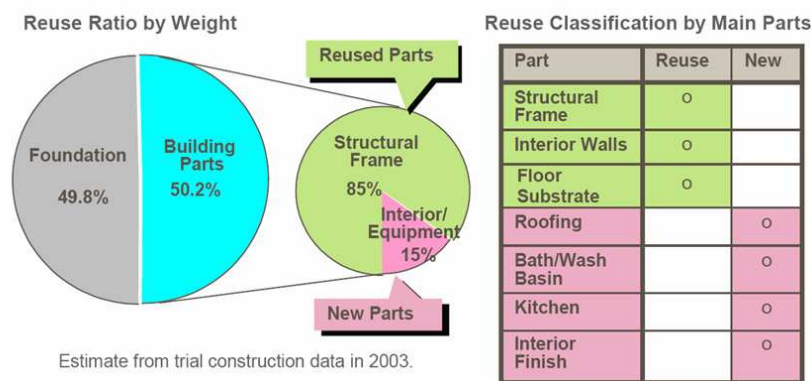 Reuse Ratio by Weight
Foundation
49.8%
Building
Parts
50.2%
Reused Parts
Structural
Frame
85%
Interior/
Equipment
15%
New Parts
Estimate from trial construction data in 2003.
Reuse Classification by Main Parts
Part Reuse New
Structural
Frame o
Interior Walls o
Floor
Substrate o
Roofing o
Bath/Wash
Basin o
Kitchen o
Interior
Finish o